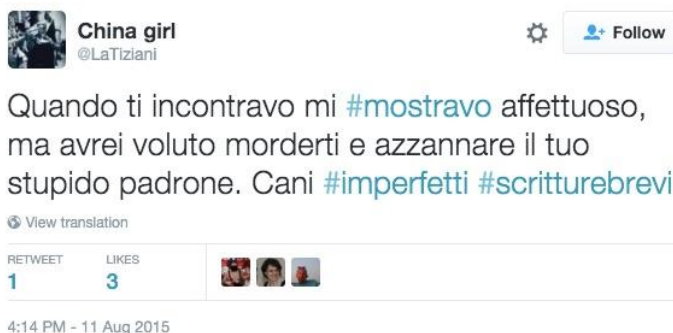 China girl
@LaTiziani
Follow
Quando ti incontravo mi #mostravo affettuoso,
ma avrei voluto morderti e azzannare il tuo
stupido padrone. Cani #imperfetti #scritturebrevi
View translation
RETWEET LIKES
1 3
4:14 PM - 11 Aug 2015